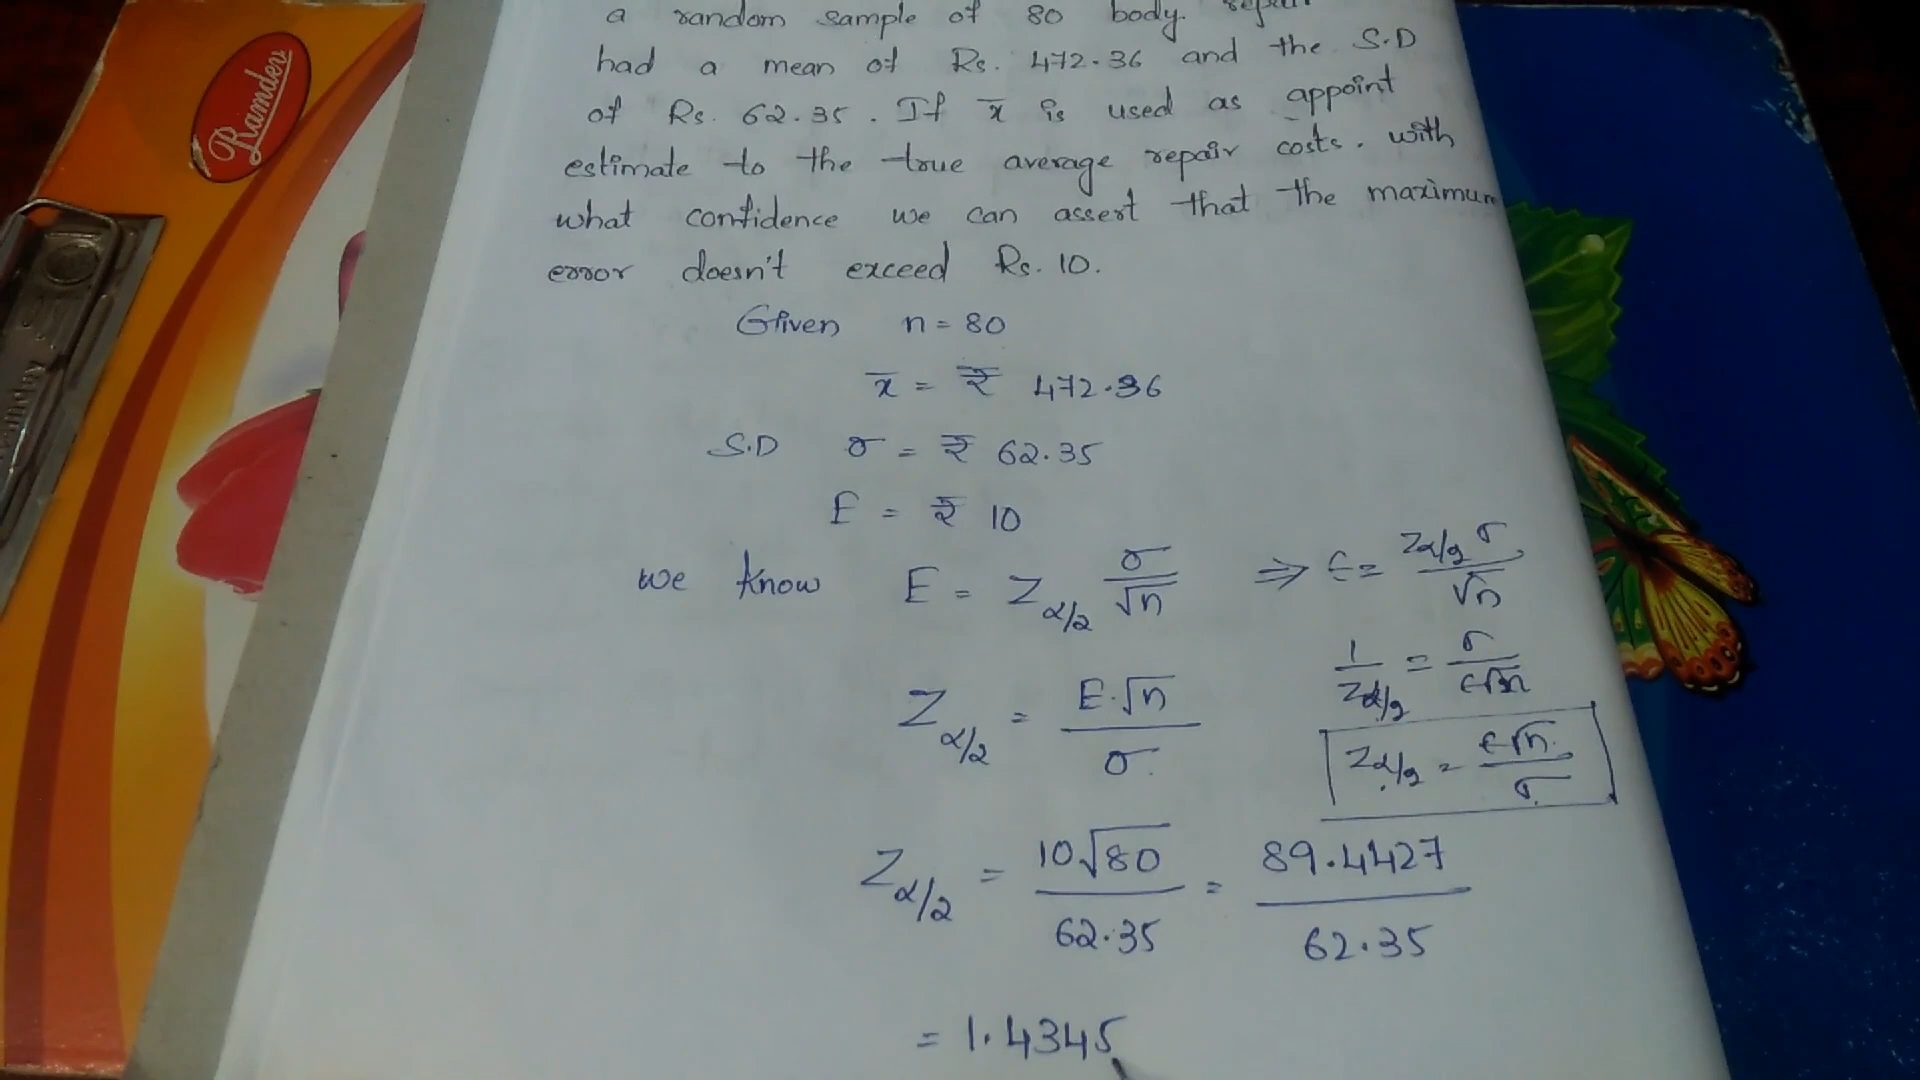 a random sample of 80 body. repair
had a mean of Rs. 472.36 and the S.D
of Rs. 62.35. If x̄ is used as appoint
estimate to the true average repair costs. with
what confidence we can assert that the maximum
error doesn't exceed Rs. 10.
Given n = 80
x̄ = ₹ 472.36
S.D σ = ₹ 62.35
E = ₹ 10
we know E = Z α/2 σ/√n ⇒ E = Zα/2 σ/√n
1/Zα/2 = σ/E√n
Z α/2 = E.√n/σ.
Zα/2 = E√n/σ
Z α/2 = 10√80/62.35 = 89.4427/62.35
= 1.4345
Ramdev